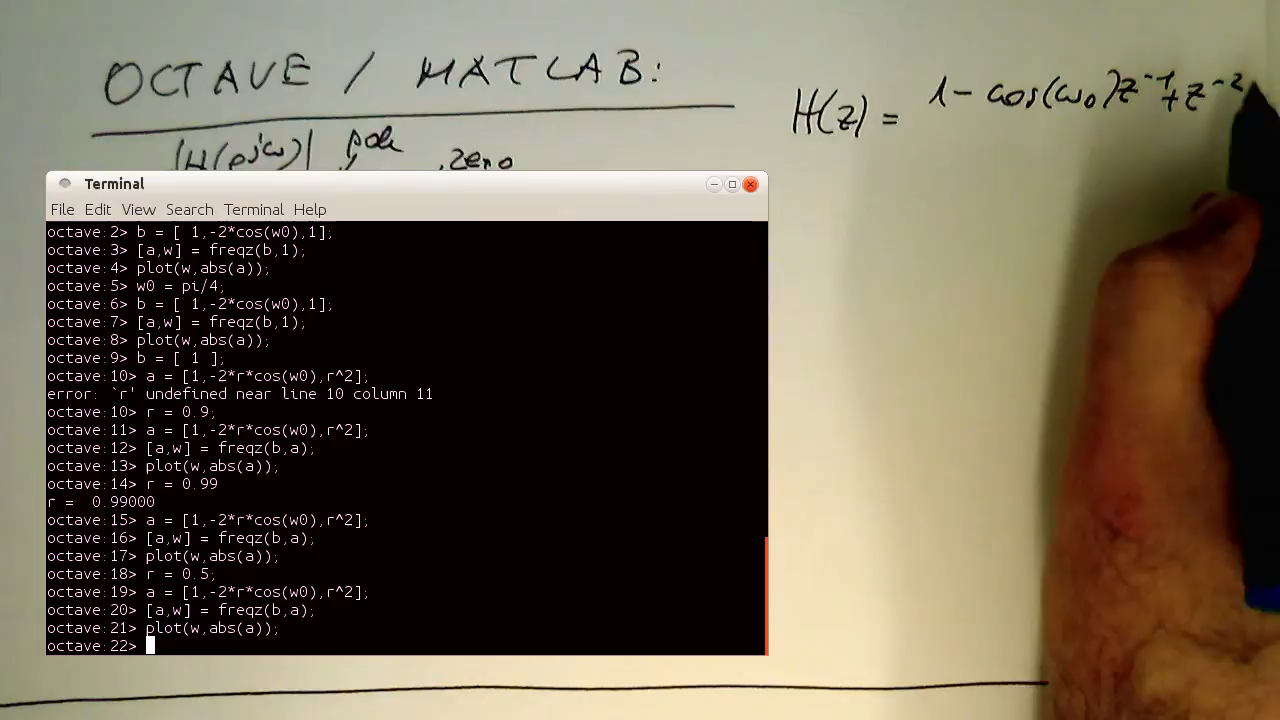 OCTAVE / MATLAB:
H(z) = 1 - cos(ω₀)z⁻¹ + z⁻²
|H(e^jω)| pole zero
Terminal
File Edit View Search Terminal Help
octave:2> b = [ 1,-2*cos(w0),1];
octave:3> [a,w] = freqz(b,1);
octave:4> plot(w,abs(a));
octave:5> w0 = pi/4;
octave:6> b = [ 1,-2*cos(w0),1];
octave:7> [a,w] = freqz(b,1);
octave:8> plot(w,abs(a));
octave:9> b = [ 1 ];
octave:10> a = [1,-2*r*cos(w0),r^2];
error: `r' undefined near line 10 column 11
octave:10> r = 0.9;
octave:11> a = [1,-2*r*cos(w0),r^2];
octave:12> [a,w] = freqz(b,a);
octave:13> plot(w,abs(a));
octave:14> r = 0.99
r =  0.99000
octave:15> a = [1,-2*r*cos(w0),r^2];
octave:16> [a,w] = freqz(b,a);
octave:17> plot(w,abs(a));
octave:18> r = 0.5;
octave:19> a = [1,-2*r*cos(w0),r^2];
octave:20> [a,w] = freqz(b,a);
octave:21> plot(w,abs(a));
octave:22>